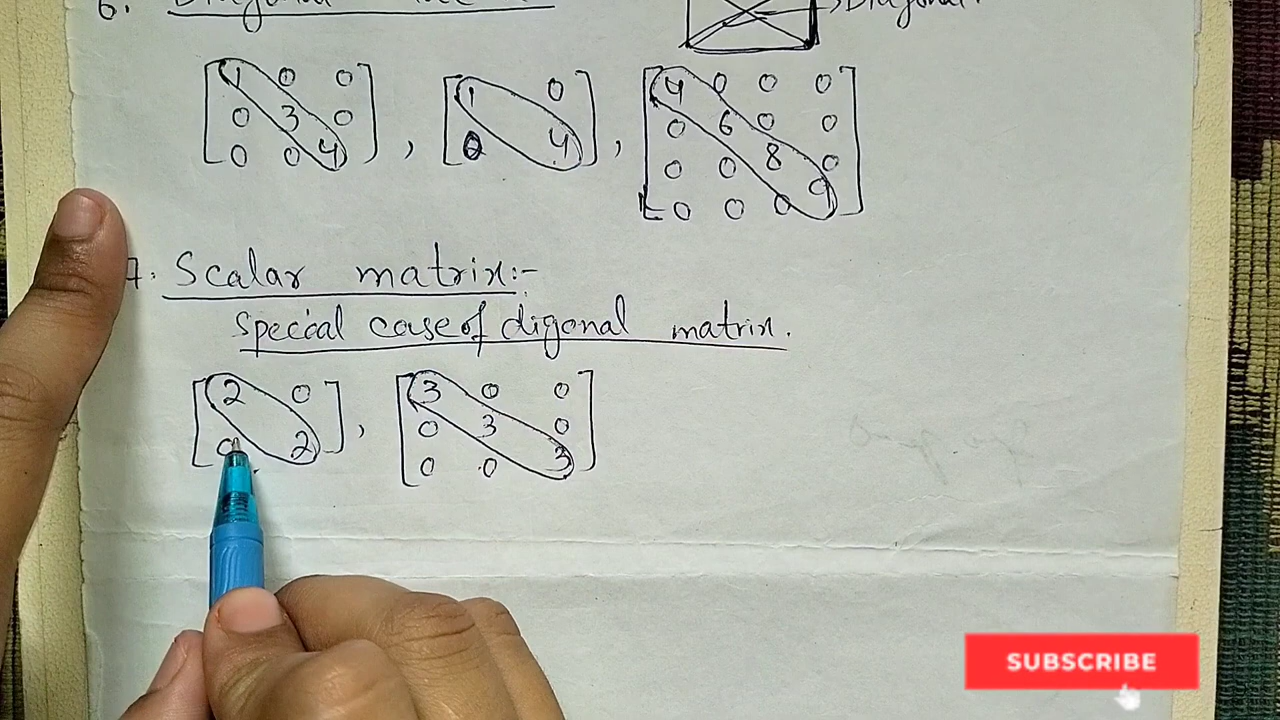 6. Diagonal
Diagonal.
[1 0 0
0 3 0
0 0 4] , [1 0
0 4] , [4 0 0 0
0 6 0 0
0 0 8 0
0 0 0 9]
7. Scalar matrix:-
Special case of digonal matrix.
[2 0
0 2] , [3 0 0
0 3 0
0 0 3]
SUBSCRIBE